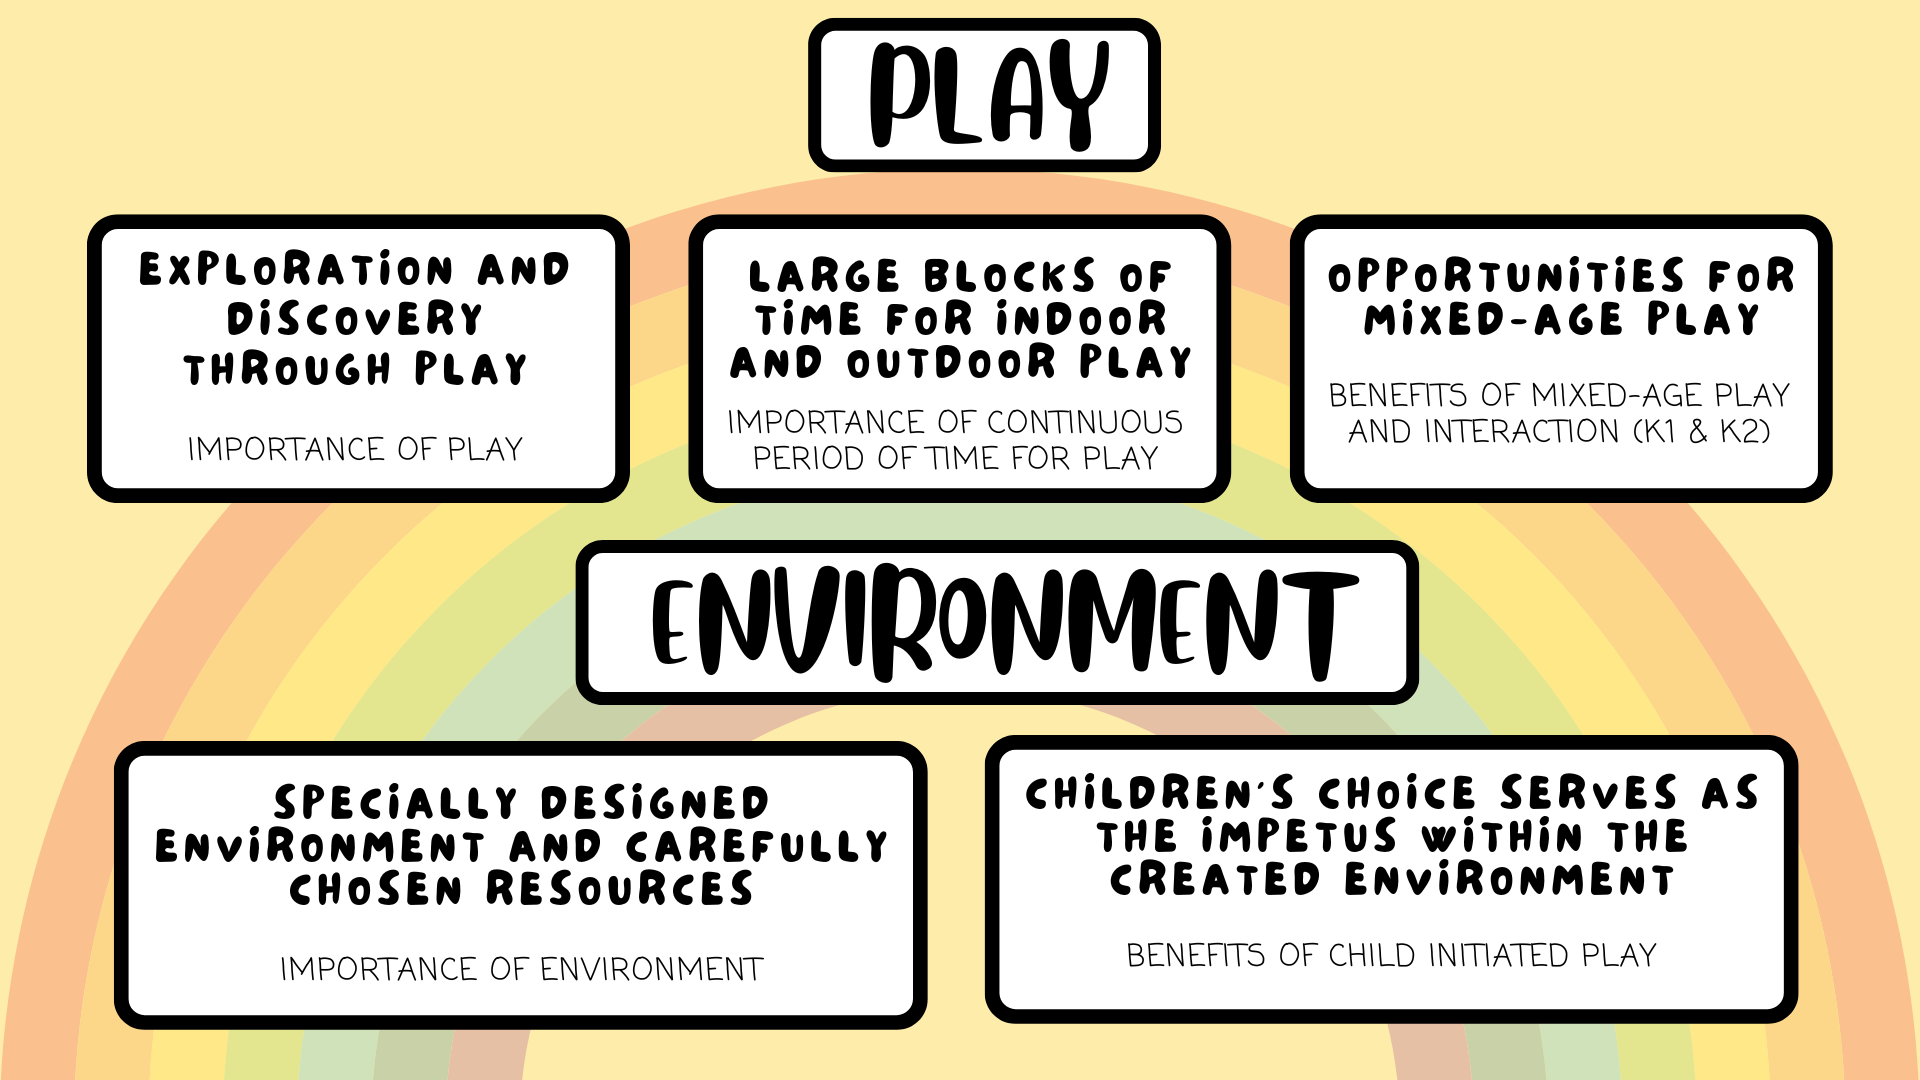 PLAY
EXPLORATION AND
DISCOVERY
THROUGH PLAY
IMPORTANCE OF PLAY
LARGE BLOCKS OF
TIME FOR INDOOR
AND OUTDOOR PLAY
IMPORTANCE OF CONTINUOUS
PERIOD OF TIME FOR PLAY
OPPORTUNITIES FOR
MIXED-AGE PLAY
BENEFITS OF MIXED-AGE PLAY
AND INTERACTION (K1 & K2)
ENVIRONMENT
SPECIALLY DESIGNED
ENVIRONMENT AND CAREFULLY
CHOSEN RESOURCES
IMPORTANCE OF ENVIRONMENT
CHILDREN'S CHOICE SERVES AS
THE IMPETUS WITHIN THE
CREATED ENVIRONMENT
BENEFITS OF CHILD INITIATED PLAY